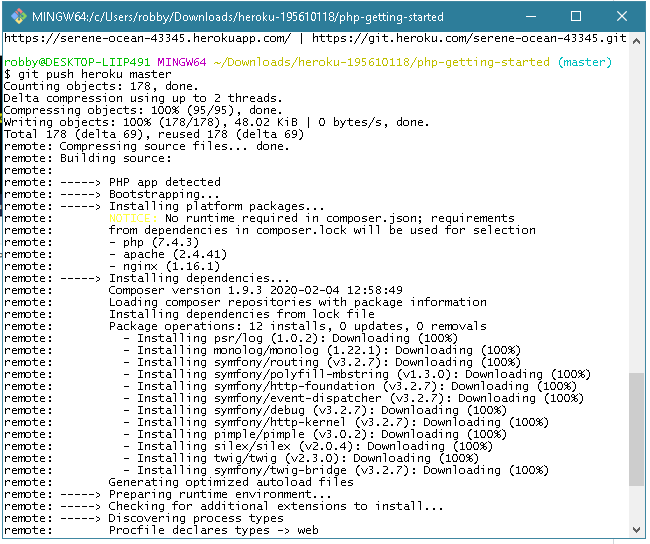 MINGW64:/c/Users/robby/Downloads/heroku-195610118/php-getting-started
https://serene-ocean-43345.herokuapp.com/ | https://git.heroku.com/serene-ocean-43345.git
robby@DESKTOP-LIIP491 MINGW64 ~/Downloads/heroku-195610118/php-getting-started (master)
$ git push heroku master
Counting objects: 178, done.
Delta compression using up to 2 threads.
Compressing objects: 100% (95/95), done.
Writing objects: 100% (178/178), 48.02 KiB | 0 bytes/s, done.
Total 178 (delta 69), reused 178 (delta 69)
remote: Compressing source files... done.
remote: Building source:
remote:
remote: -----> PHP app detected
remote: -----> Bootstrapping...
remote: -----> Installing platform packages...
remote:        NOTICE: No runtime required in composer.json; requirements
remote:        from dependencies in composer.lock will be used for selection
remote:        - php (7.4.3)
remote:        - apache (2.4.41)
remote:        - nginx (1.16.1)
remote: -----> Installing dependencies...
remote:        Composer version 1.9.3 2020-02-04 12:58:49
remote:        Loading composer repositories with package information
remote:        Installing dependencies from lock file
remote:        Package operations: 12 installs, 0 updates, 0 removals
remote:          - Installing psr/log (1.0.2): Downloading (100%)
remote:          - Installing monolog/monolog (1.22.1): Downloading (100%)
remote:          - Installing symfony/routing (v3.2.7): Downloading (100%)
remote:          - Installing symfony/polyfill-mbstring (v1.3.0): Downloading (100%)
remote:          - Installing symfony/http-foundation (v3.2.7): Downloading (100%)
remote:          - Installing symfony/event-dispatcher (v3.2.7): Downloading (100%)
remote:          - Installing symfony/debug (v3.2.7): Downloading (100%)
remote:          - Installing symfony/http-kernel (v3.2.7): Downloading (100%)
remote:          - Installing pimple/pimple (v3.0.2): Downloading (100%)
remote:          - Installing silex/silex (v2.0.4): Downloading (100%)
remote:          - Installing twig/twig (v2.3.0): Downloading (100%)
remote:          - Installing symfony/twig-bridge (v3.2.7): Downloading (100%)
remote:        Generating optimized autoload files
remote: -----> Preparing runtime environment...
remote: -----> Checking for additional extensions to install...
remote: -----> Discovering process types
remote:        Procfile declares types -> web